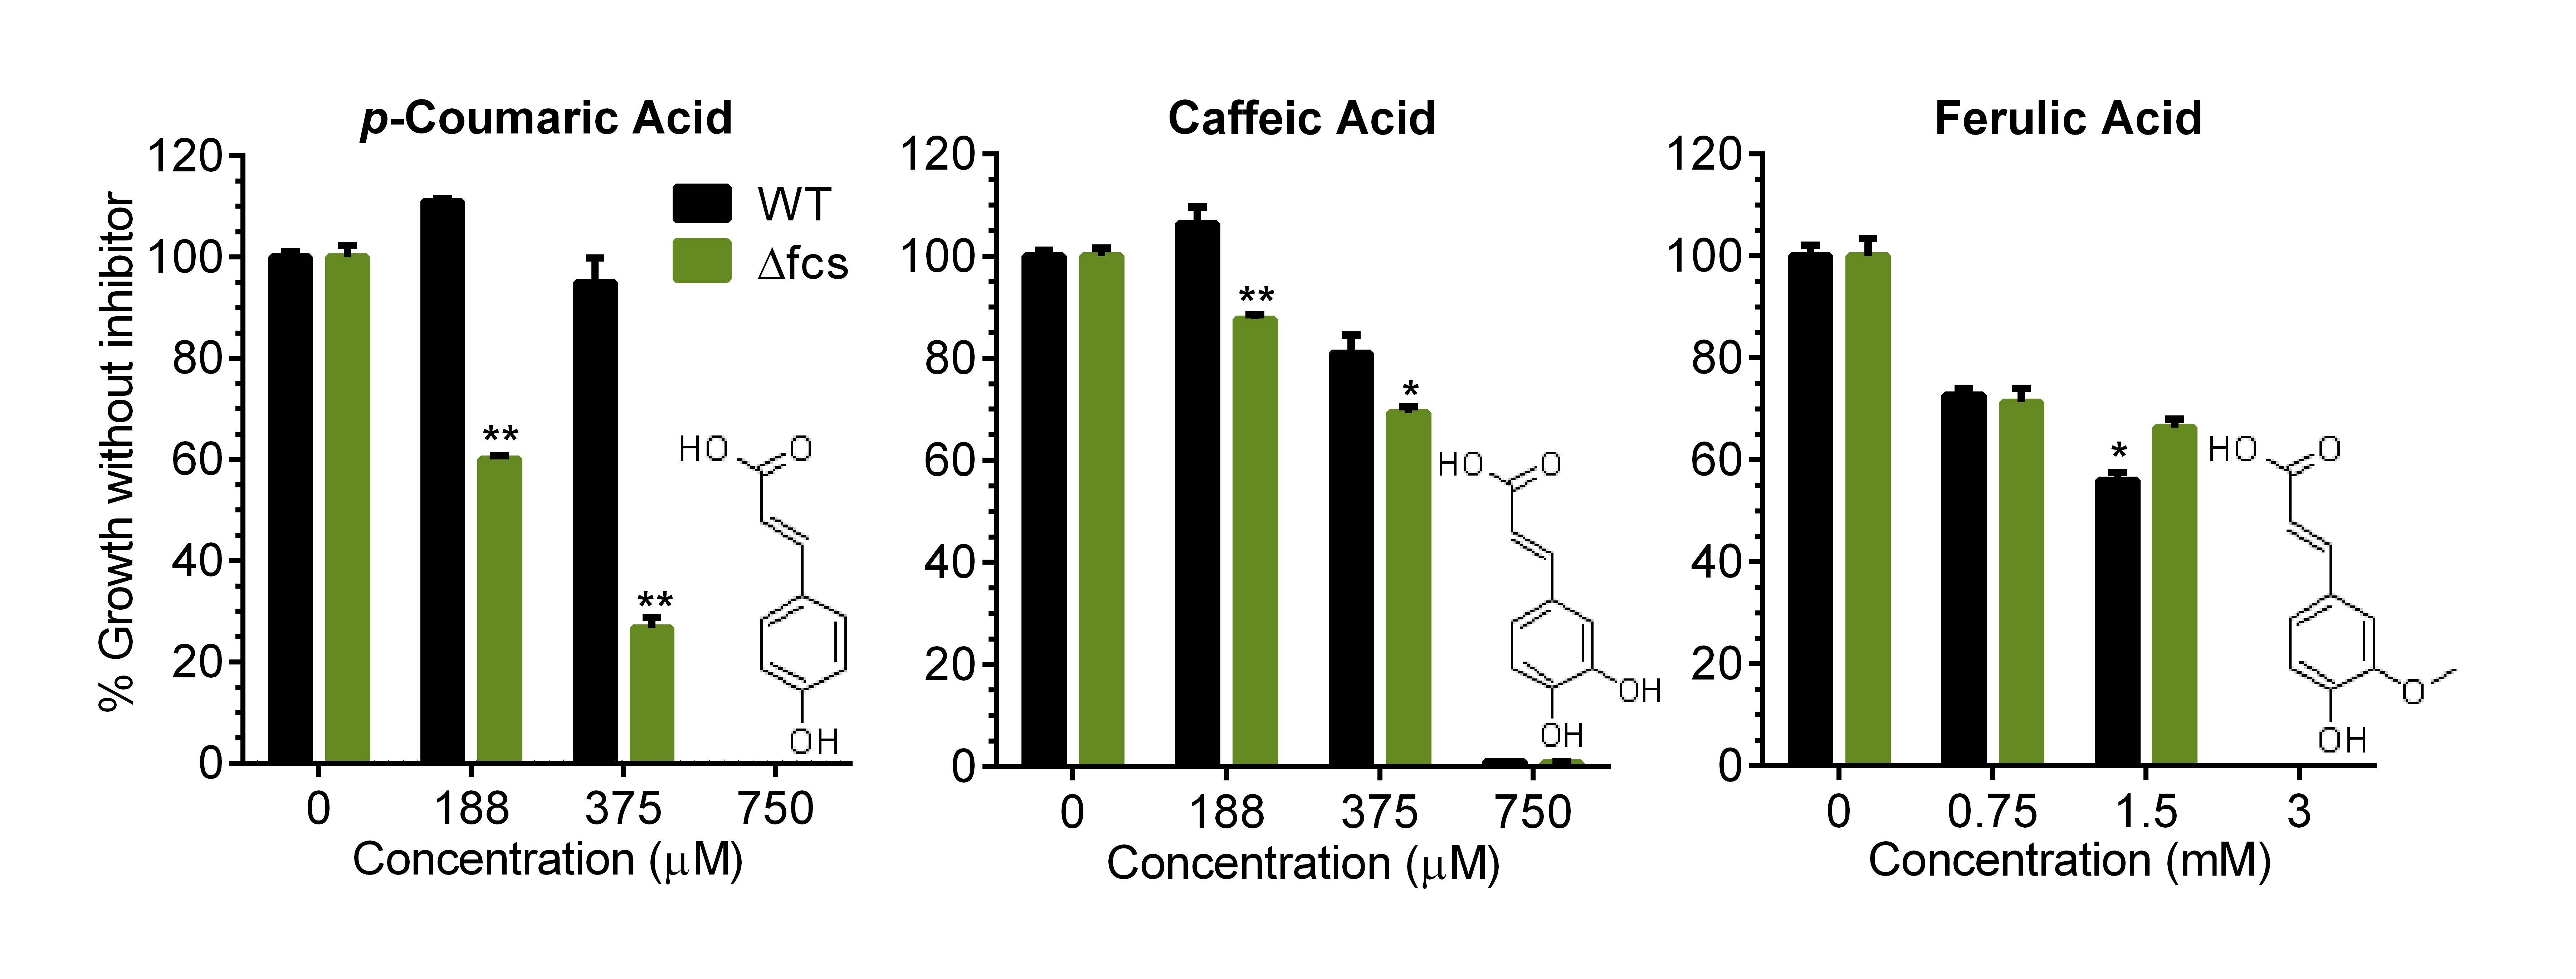 p-Coumaric Acid
% Growth without inhibitor
120
100
80
60
40
20
0
WT
Δfcs
**
**
HO
O
OH
0
188
375
750
Concentration (μM)
Caffeic Acid
120
100
80
60
40
20
0
**
*
HO
O
OH
OH
0
188
375
750
Concentration (μM)
Ferulic Acid
120
100
80
60
40
20
0
*
HO
O
O
OH
0
0.75
1.5
3
Concentration (mM)